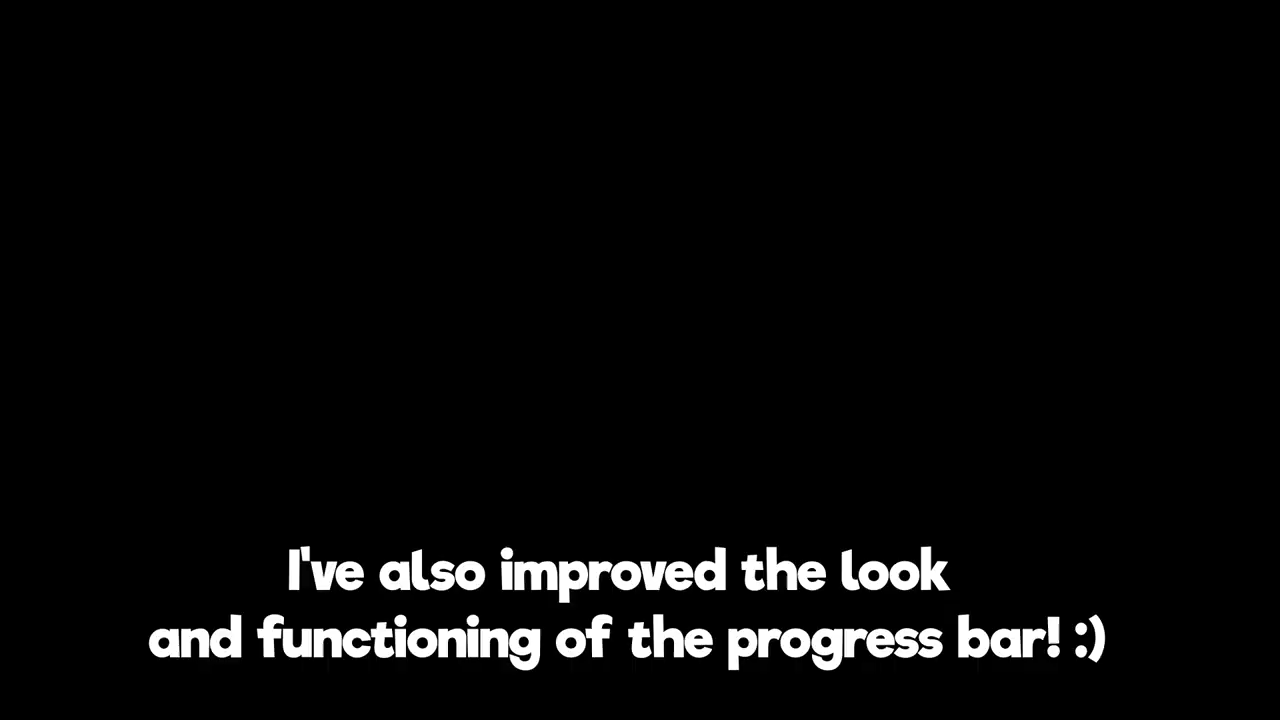 I've also improved the look
and functioning of the progress bar! :)